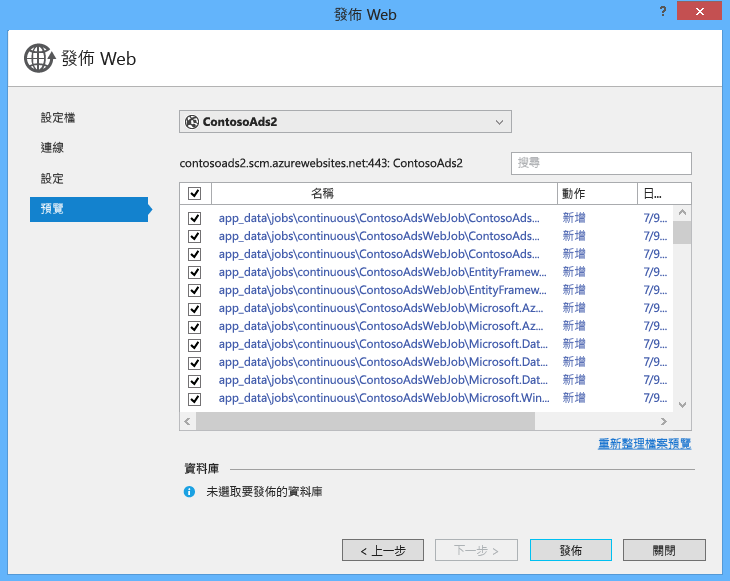 發佈 Web
?
發佈 Web
設定檔
連線
設定
預覽
ContosoAds2
contosoads2.scm.azurewebsites.net:443: ContosoAds2
搜尋
名稱 動作 日...
app_data\jobs\continuous\ContosoAdsWebJob\ContosoAds... 新增 7/9...
app_data\jobs\continuous\ContosoAdsWebJob\ContosoAds... 新增 7/9...
app_data\jobs\continuous\ContosoAdsWebJob\ContosoAds... 新增 7/9...
app_data\jobs\continuous\ContosoAdsWebJob\EntityFramew... 新增 7/9...
app_data\jobs\continuous\ContosoAdsWebJob\EntityFramew... 新增 7/9...
app_data\jobs\continuous\ContosoAdsWebJob\Microsoft.Az... 新增 7/9...
app_data\jobs\continuous\ContosoAdsWebJob\Microsoft.Az... 新增 7/9...
app_data\jobs\continuous\ContosoAdsWebJob\Microsoft.Dat... 新增 7/9...
app_data\jobs\continuous\ContosoAdsWebJob\Microsoft.Dat... 新增 7/9...
app_data\jobs\continuous\ContosoAdsWebJob\Microsoft.Dat... 新增 7/9...
app_data\jobs\continuous\ContosoAdsWebJob\Microsoft.Win... 新增 7/9...
重新整理檔案預覽
資料庫
未選取要發佈的資料庫
< 上一步 下一步 > 發佈 關閉